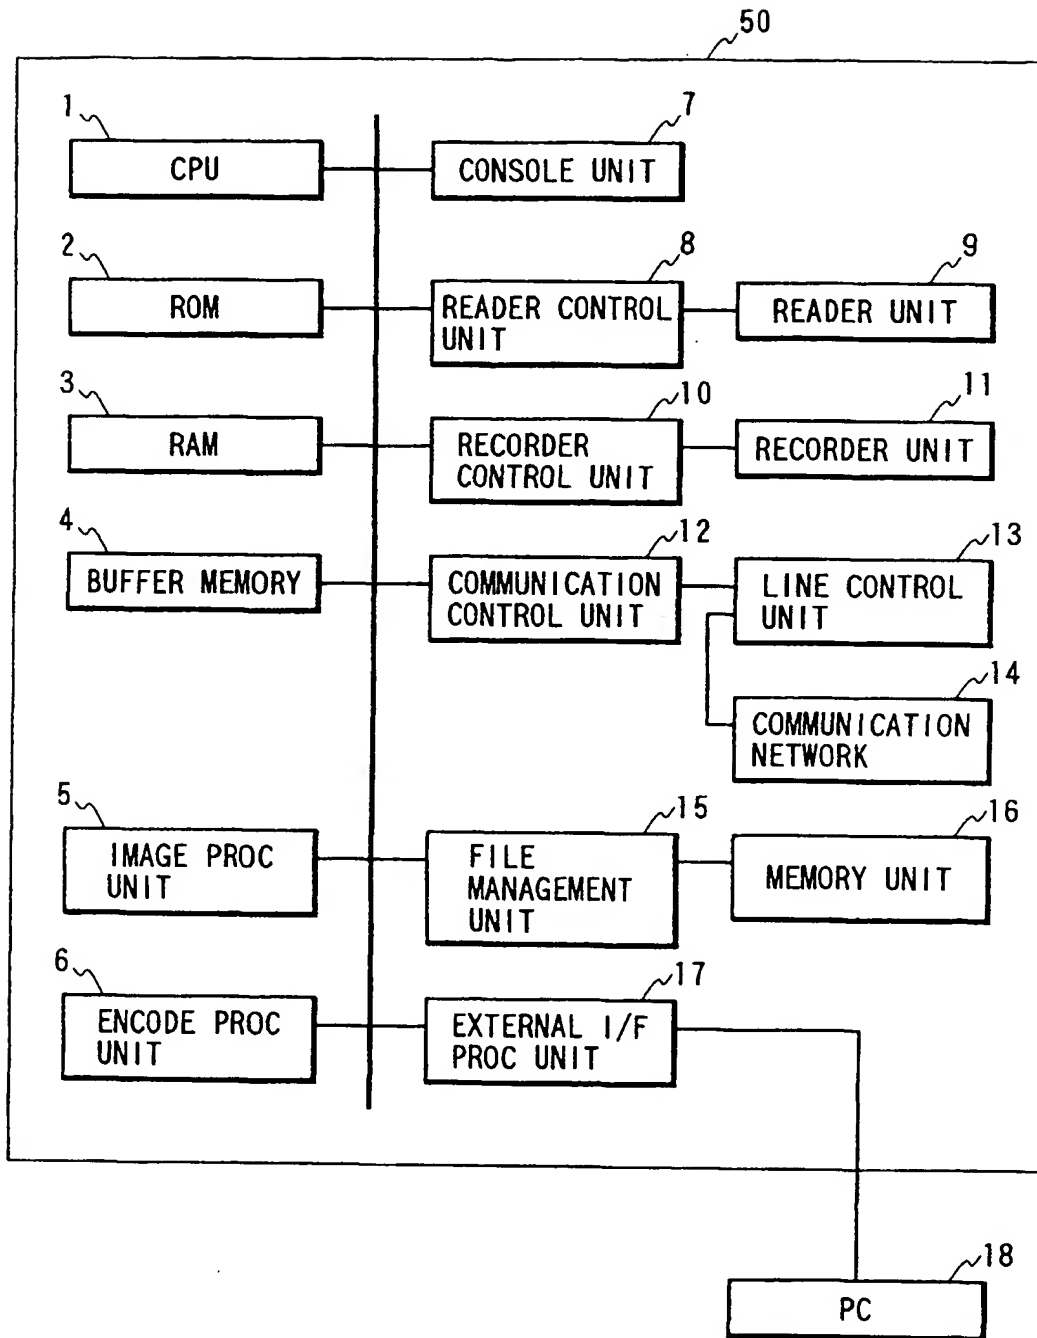 50
1
CPU
7
CONSOLE UNIT
2
ROM
8
READER CONTROL
UNIT
9
READER UNIT
3
RAM
10
RECORDER
CONTROL UNIT
11
RECORDER UNIT
4
BUFFER MEMORY
12
COMMUNICATION
CONTROL UNIT
13
LINE CONTROL
UNIT
14
COMMUNICATION
NETWORK
5
IMAGE PROC
UNIT
15
FILE
MANAGEMENT
UNIT
16
MEMORY UNIT
6
ENCODE PROC
UNIT
17
EXTERNAL I/F
PROC UNIT
18
PC